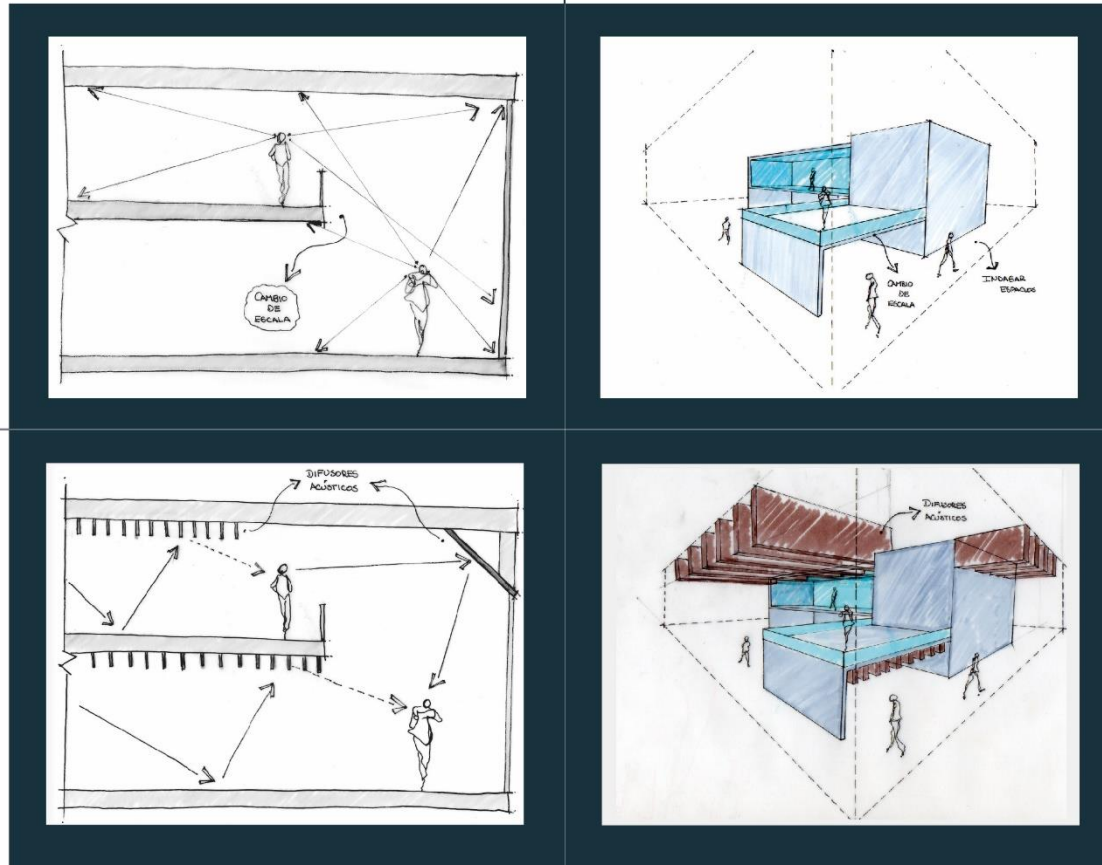 CAMBIO
DE
ESCALA
CAMBIO
DE
ESCALA
INDAGAR
ESPACIOS
DIFUSORES
ACÚSTICOS
DIFUSORES
ACÚSTICOS